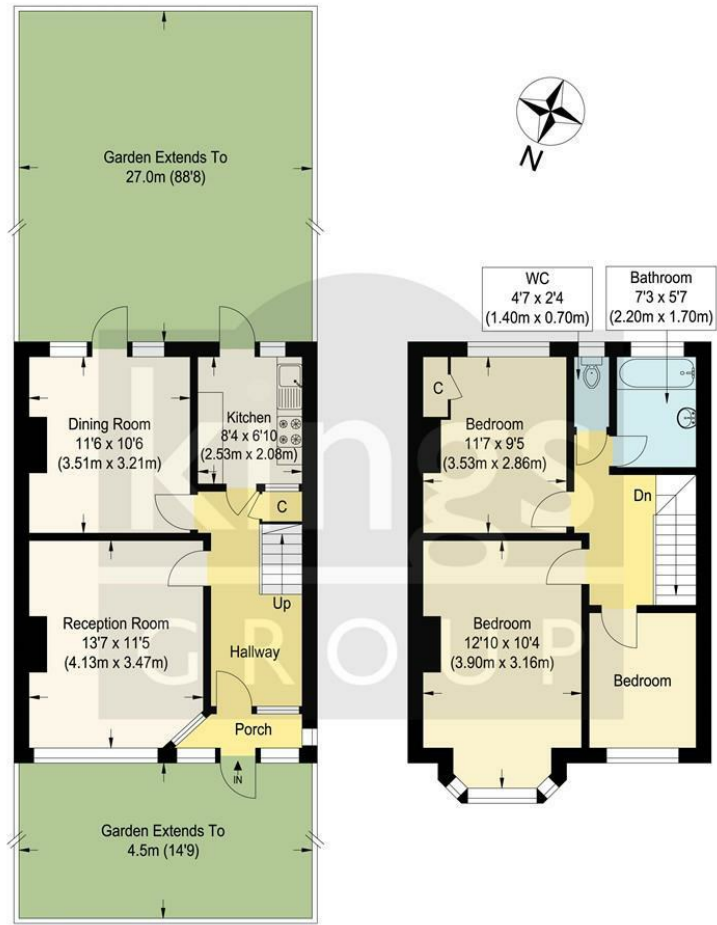 Garden Extends To
27.0m (88'8)
N
WC
4'7 x 2'4
(1.40m x 0.70m)
Bathroom
7'3 x 5'7
(2.20m x 1.70m)
Dining Room
11'6 x 10'6
(3.51m x 3.21m)
Kitchen
8'4 x 6'10
(2.53m x 2.08m)
C
Up
Reception Room
13'7 x 11'5
(4.13m x 3.47m)
Hallway
Porch
IN
Garden Extends To
4.5m (14'9)
C
Bedroom
11'7 x 9'5
(3.53m x 2.86m)
Dn
Bedroom
12'10 x 10'4
(3.90m x 3.16m)
Bedroom
kings
GROUP